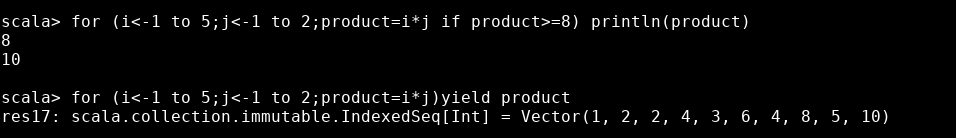 scala> for (i<-1 to 5;j<-1 to 2;product=i*j if product>=8) println(product)
8
10
scala> for (i<-1 to 5;j<-1 to 2;product=i*j)yield product
res17: scala.collection.immutable.IndexedSeq[Int] = Vector(1, 2, 2, 4, 3, 6, 4, 8, 5, 10)